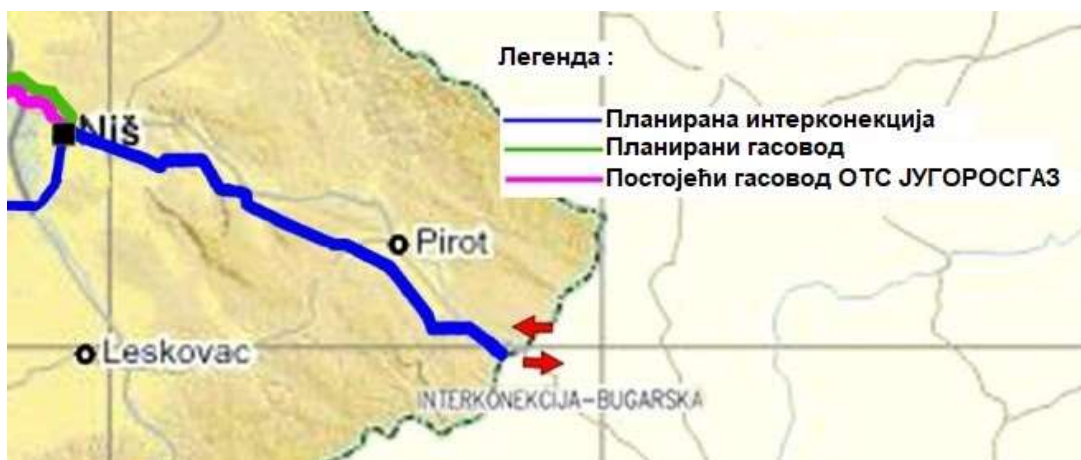 Легенда :
Планирана интерконекција
Планирани гасовод
Постојећи гасовод ОТС ЈУГОРОСГАЗ
Niš
Pirot
Leskovac
INTERKONEKCIJA-BUGARSKA